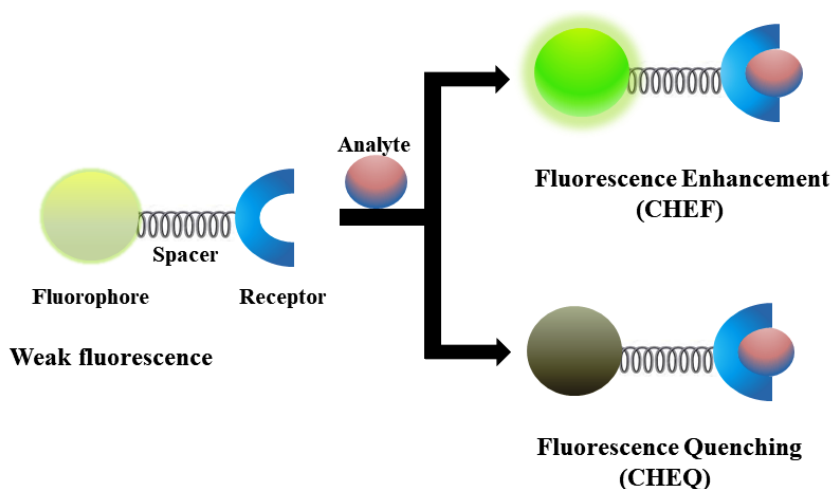 Analyte
Fluorescence Enhancement
(CHEF)
Spacer
Fluorophore
Receptor
Weak fluorescence
Fluorescence Quenching
(CHEQ)